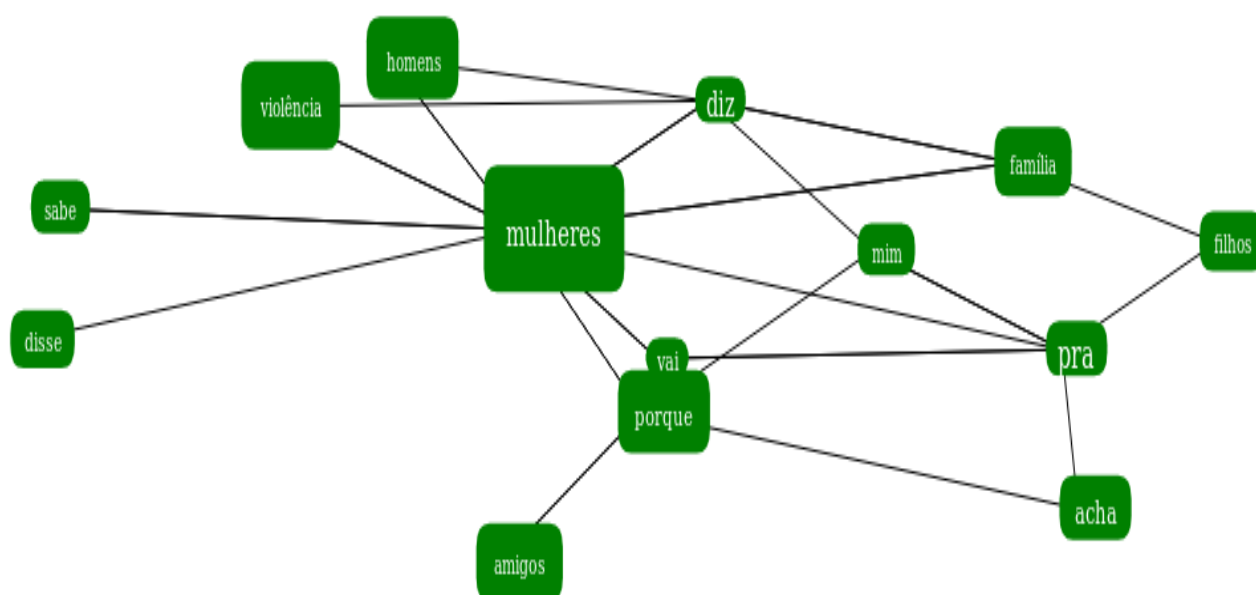 homens
violência
diz
família
sabe
mulheres
filhos
mim
disse
vai
pra
porque
acha
amigos